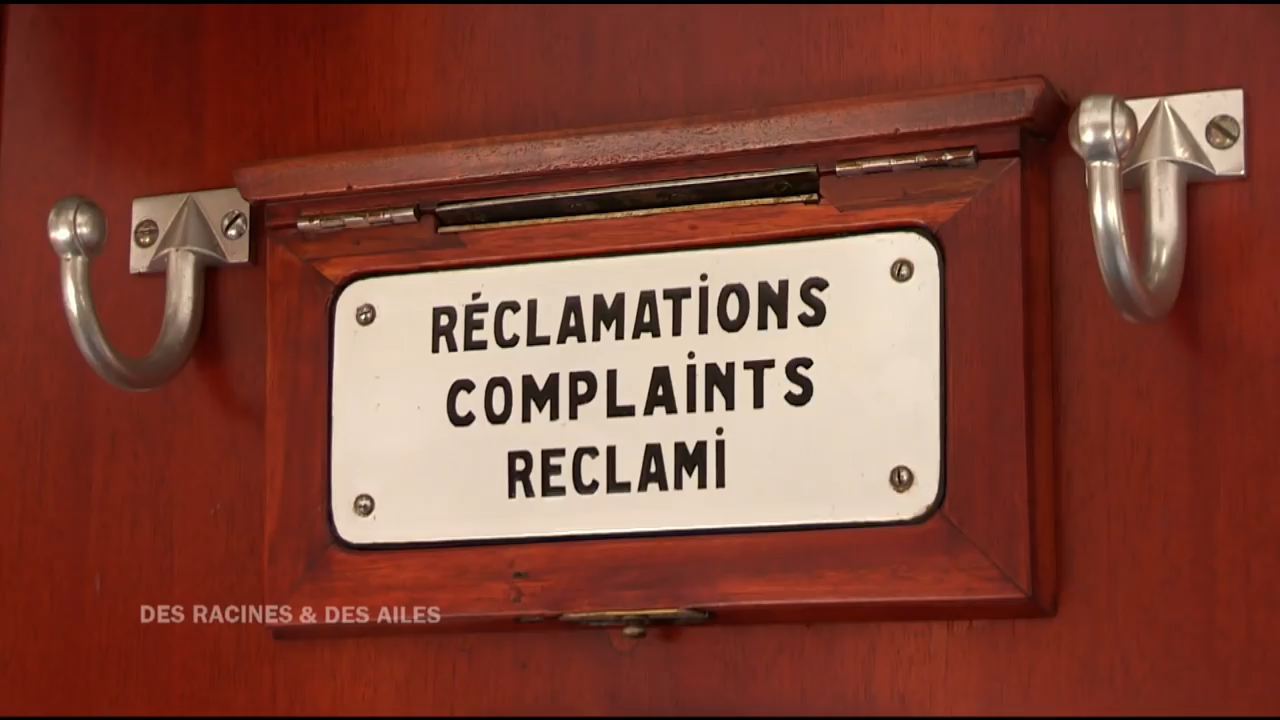 RÉCLAMATIONS
COMPLAINTS
RECLAMI
DES RACINES & DES AILES